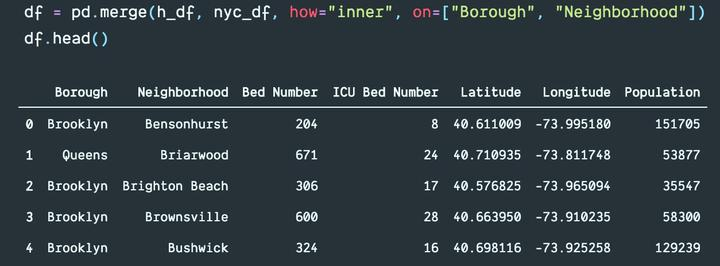 df = pd.merge(h_df, nyc_df, how="inner", on=["Borough", "Neighborhood"])
df.head()
Borough Neighborhood Bed Number ICU Bed Number Latitude Longitude Population
0 Brooklyn Bensonhurst 204 8 40.611009 -73.995180 151705
1 Queens Briarwood 671 24 40.710935 -73.811748 53877
2 Brooklyn Brighton Beach 306 17 40.576825 -73.965094 35547
3 Brooklyn Brownsville 600 28 40.663950 -73.910235 58300
4 Brooklyn Bushwick 324 16 40.698116 -73.925258 129239